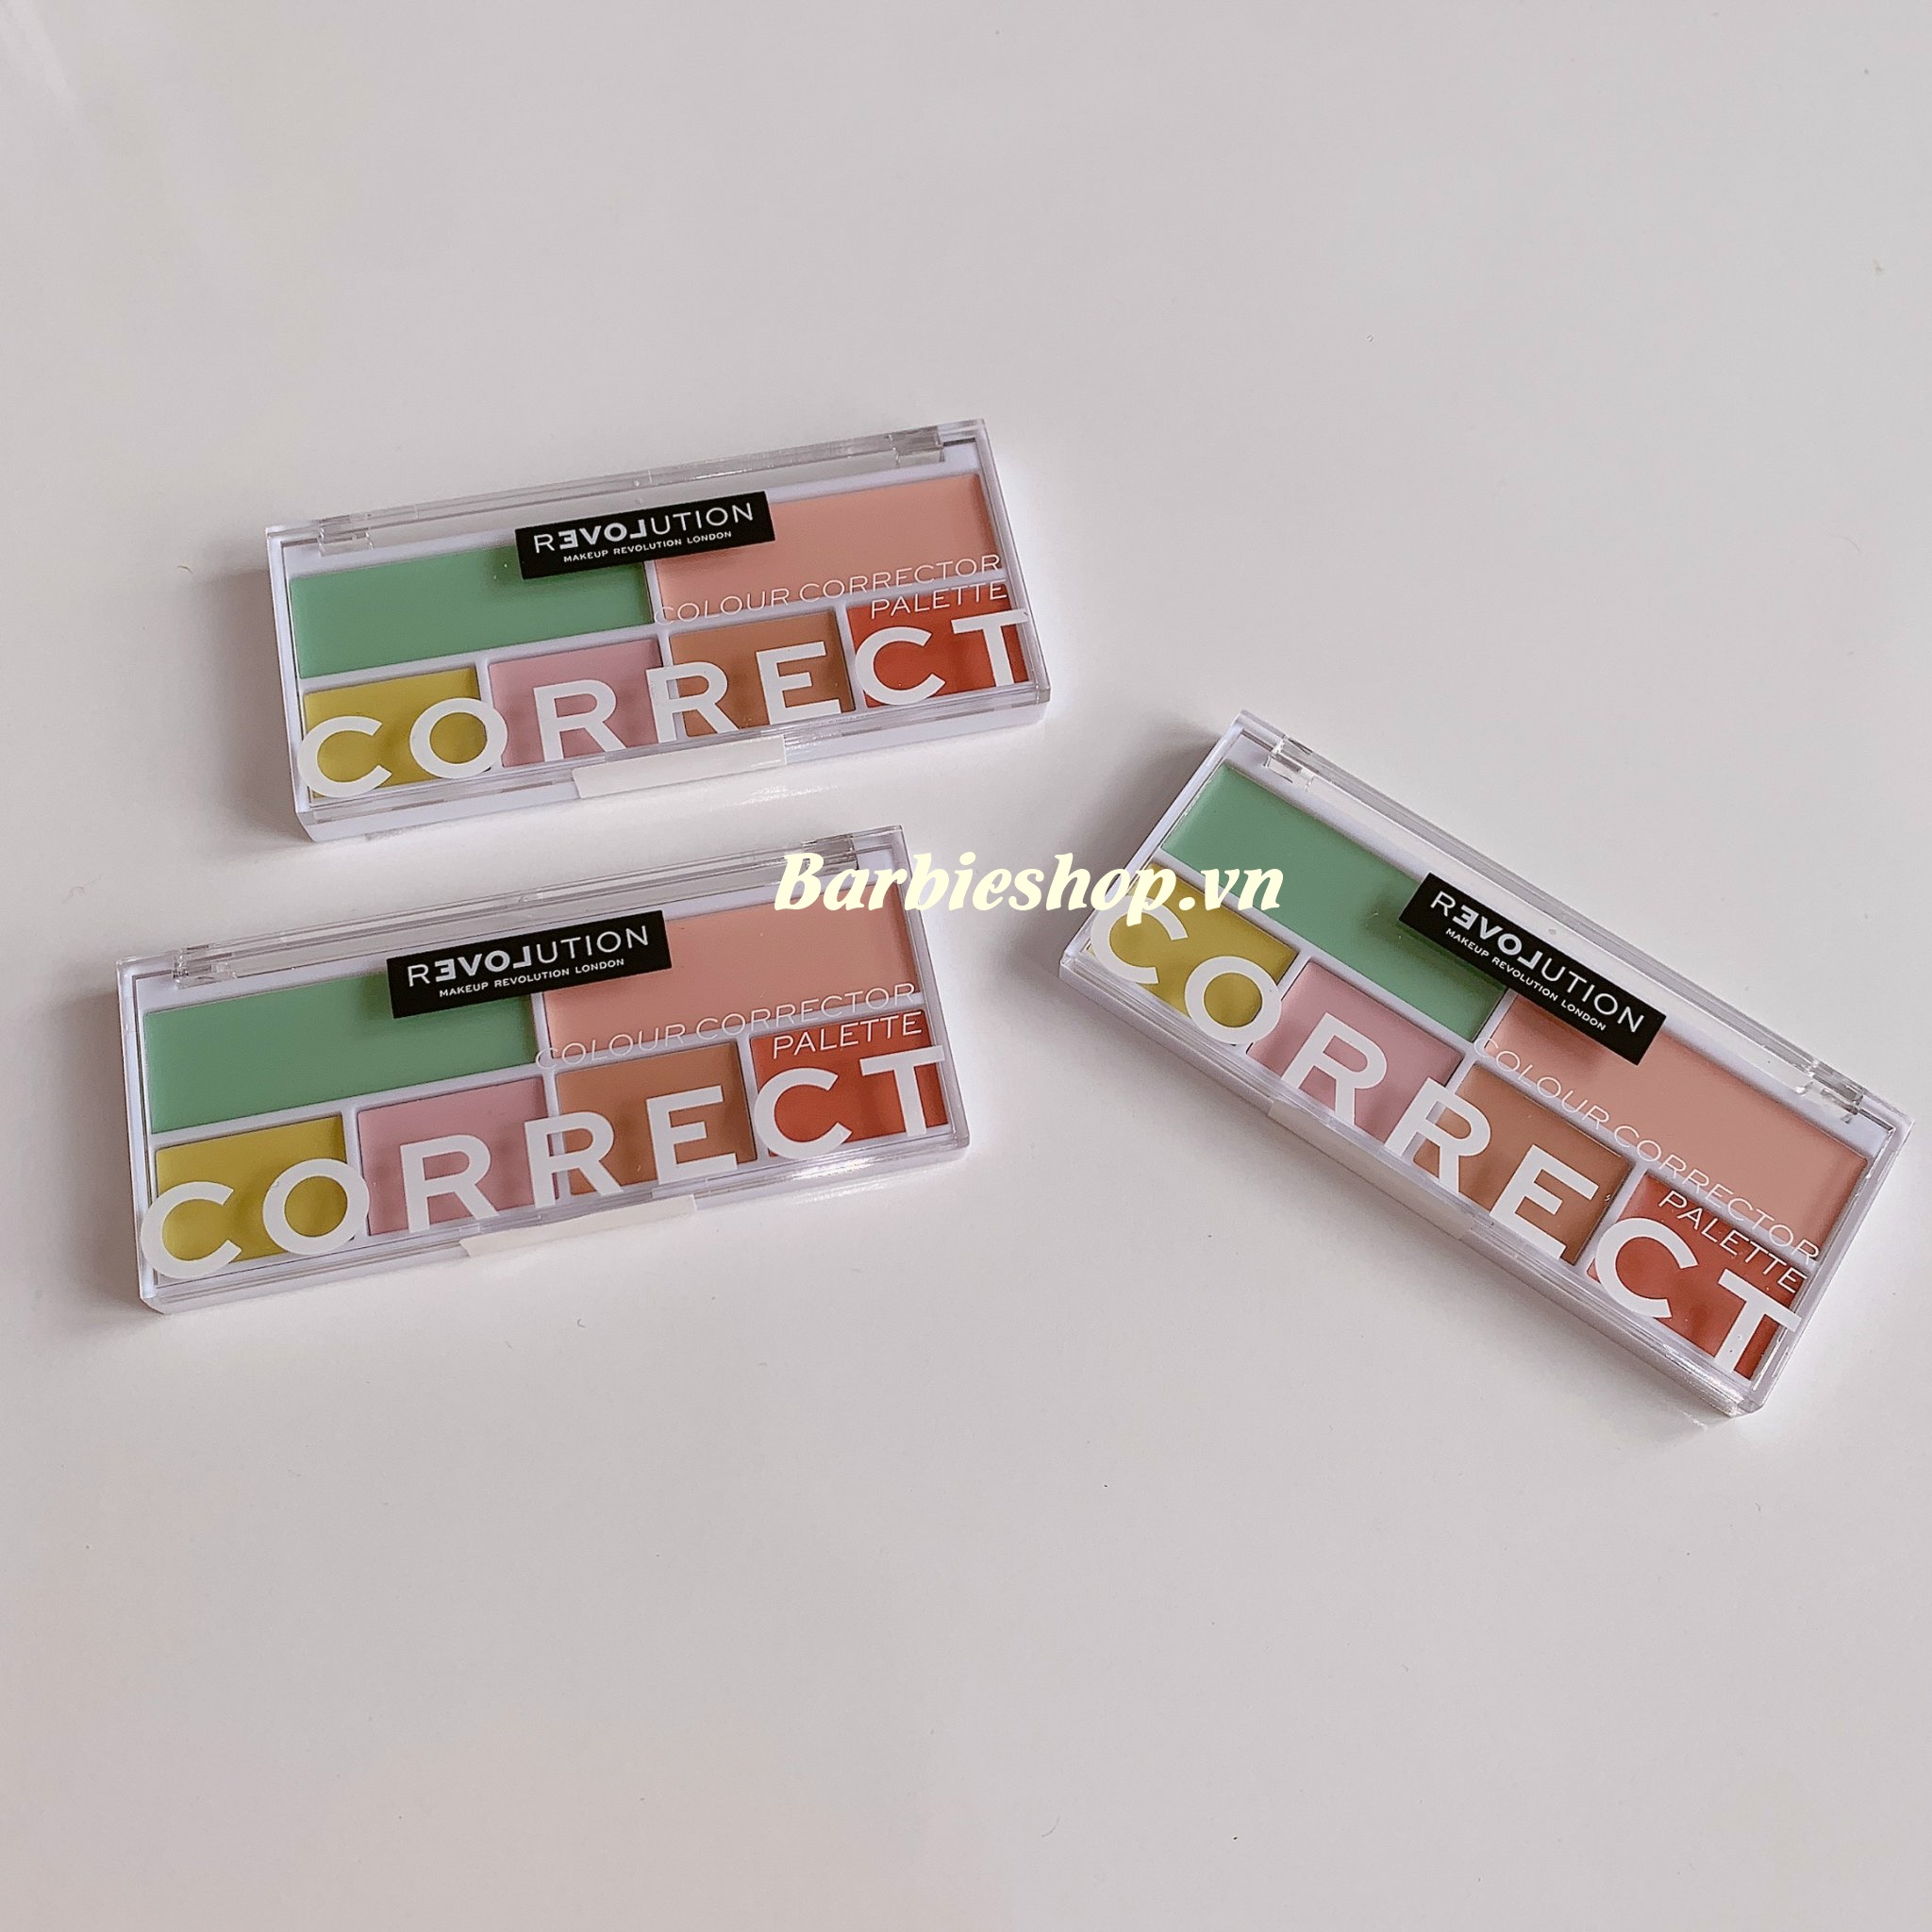 REVOLUTION
MAKEUP REVOLUTION LONDON
COLOUR CORRECTOR
PALETTE
CORRECT
Barbieshop.vn
REVOLUTION
MAKEUP REVOLUTION LONDON
COLOUR CORRECTOR
PALETTE
CORRECT
REVOLUTION
MAKEUP REVOLUTION LONDON
COLOUR CORRECTOR
PALETTE
CORRECT